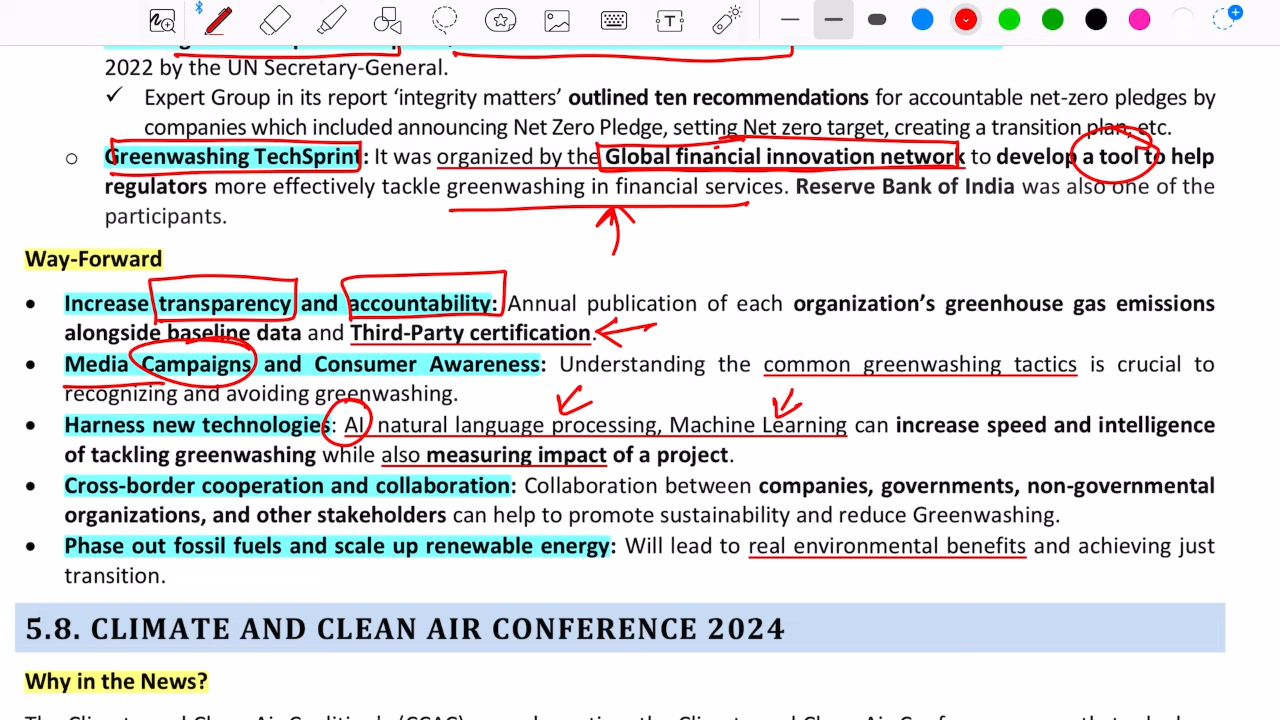 2022 by the UN Secretary-General.
✓ Expert Group in its report ‘integrity matters’ outlined ten recommendations for accountable net-zero pledges by
companies which included announcing Net Zero Pledge, setting Net zero target, creating a transition plan, etc.
o Greenwashing TechSprint: It was organized by the Global financial innovation network to develop a tool to help
regulators more effectively tackle greenwashing in financial services. Reserve Bank of India was also one of the
participants.
Way-Forward
• Increase transparency and accountability: Annual publication of each organization’s greenhouse gas emissions
alongside baseline data and Third-Party certification.
• Media Campaigns and Consumer Awareness: Understanding the common greenwashing tactics is crucial to
recognizing and avoiding greenwashing.
• Harness new technologies: AI, natural language processing, Machine Learning can increase speed and intelligence
of tackling greenwashing while also measuring impact of a project.
• Cross-border cooperation and collaboration: Collaboration between companies, governments, non-governmental
organizations, and other stakeholders can help to promote sustainability and reduce Greenwashing.
• Phase out fossil fuels and scale up renewable energy: Will lead to real environmental benefits and achieving just
transition.
5.8. CLIMATE AND CLEAN AIR CONFERENCE 2024
Why in the News?